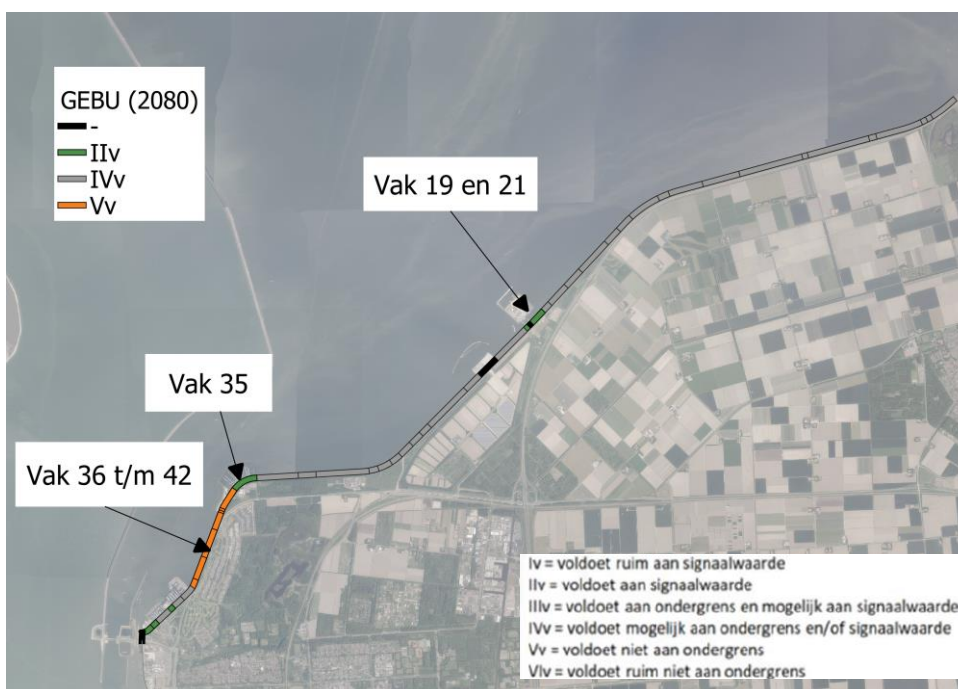 GEBU (2080)
-
IIv
IVv
Vv
Vak 19 en 21
Vak 35
Vak 36 t/m 42
Iv = voldoet ruim aan signaalwaarde
IIv = voldoet aan signaalwaarde
IIIv = voldoet aan ondergrens en mogelijk aan signaalwaarde
IVv = voldoet mogelijk aan ondergrens en/of signaalwaarde
Vv = voldoet niet aan ondergrens
VIv = voldoet ruim niet aan ondergrens